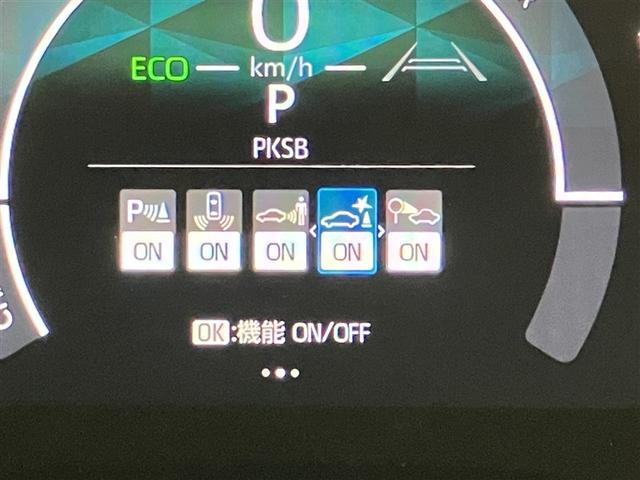 0
ECO km/h
P
PKSB
P
ON ON ON ON ON
OK:機能 ON/OFF